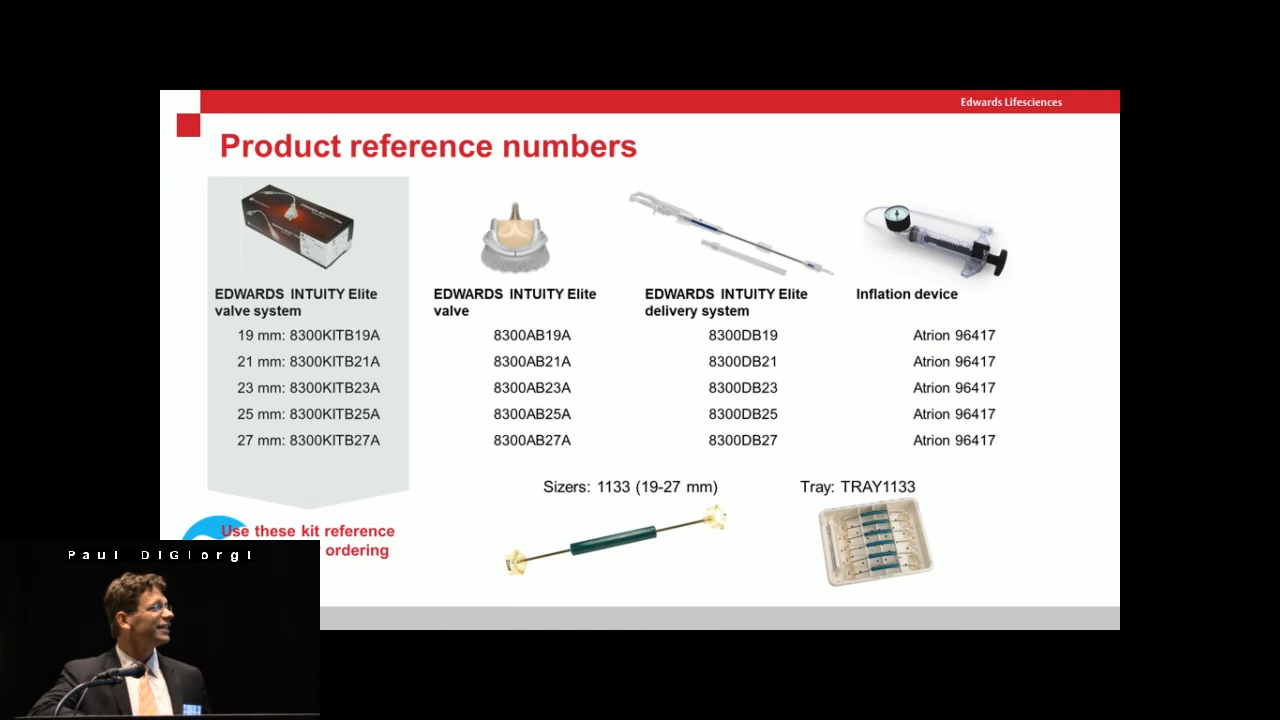 Edwards Lifesciences
Product reference numbers
EDWARDS INTUITY Elite
valve system
19 mm: 8300KITB19A
21 mm: 8300KITB21A
23 mm: 8300KITB23A
25 mm: 8300KITB25A
27 mm: 8300KITB27A
EDWARDS INTUITY Elite
valve
8300AB19A
8300AB21A
8300AB23A
8300AB25A
8300AB27A
EDWARDS INTUITY Elite
delivery system
8300DB19
8300DB21
8300DB23
8300DB25
8300DB27
Inflation device
Atrion 96417
Atrion 96417
Atrion 96417
Atrion 96417
Atrion 96417
Sizers: 1133 (19-27 mm)
Tray: TRAY1133
Use these kit reference
ordering
Paul DiGiorgi